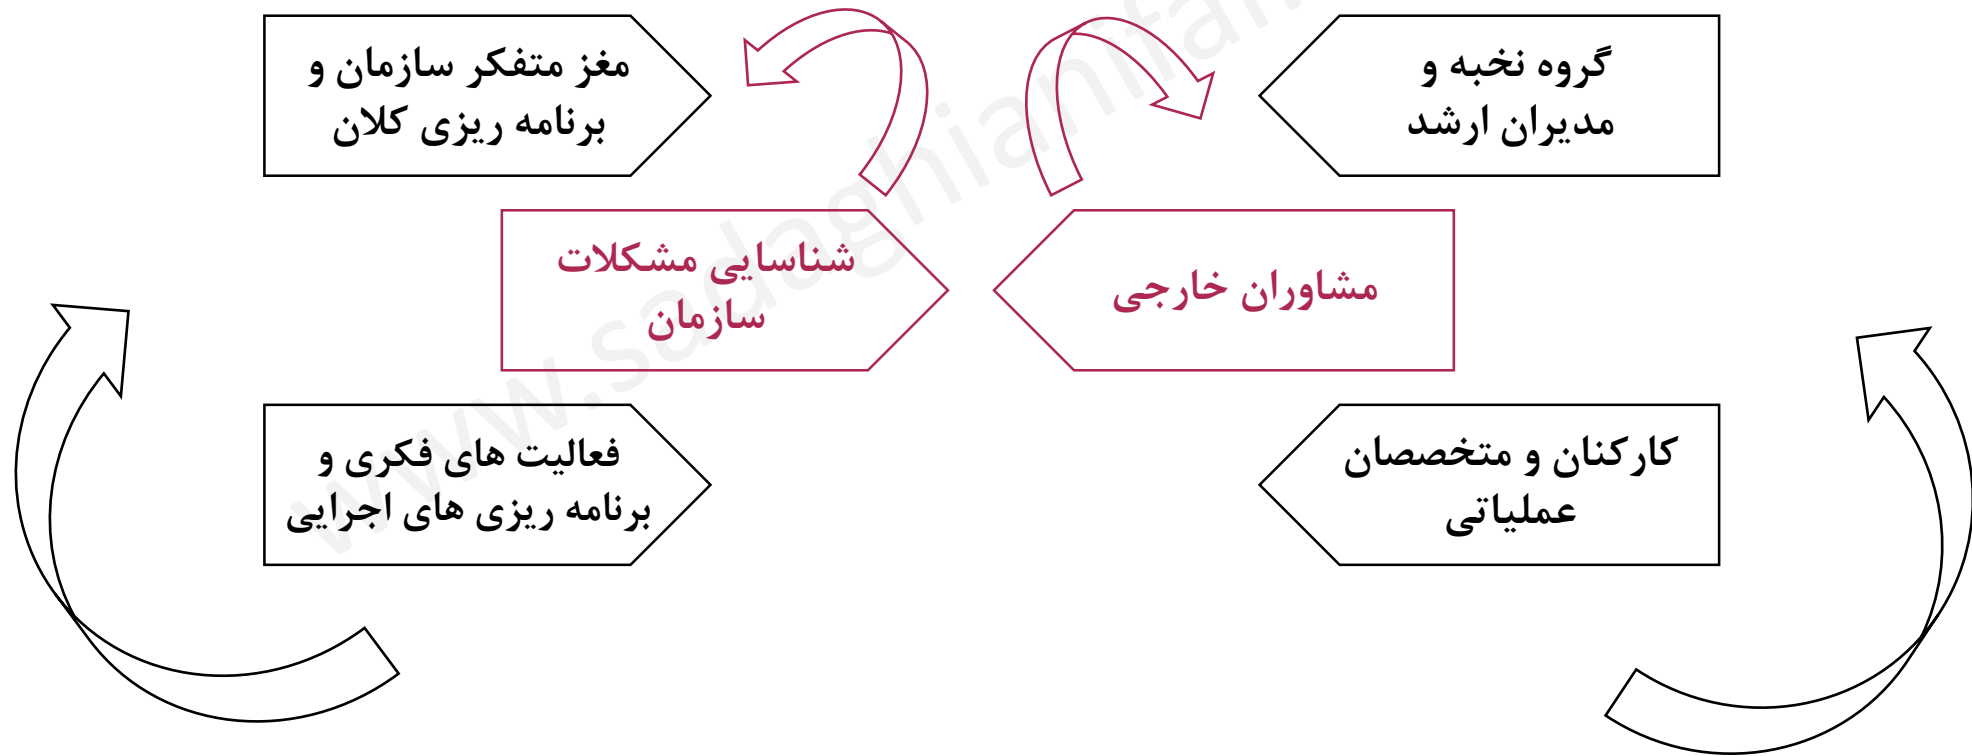 گروه نخبه و
مدیران ارشد
مغز متفکر سازمان و
برنامه ریزی کلان
مشاوران خارجی
شناسایی مشکلات
سازمان
کارکنان و متخصصان
عملیاتی
فعالیت های فکری و
برنامه ریزی های اجرایی